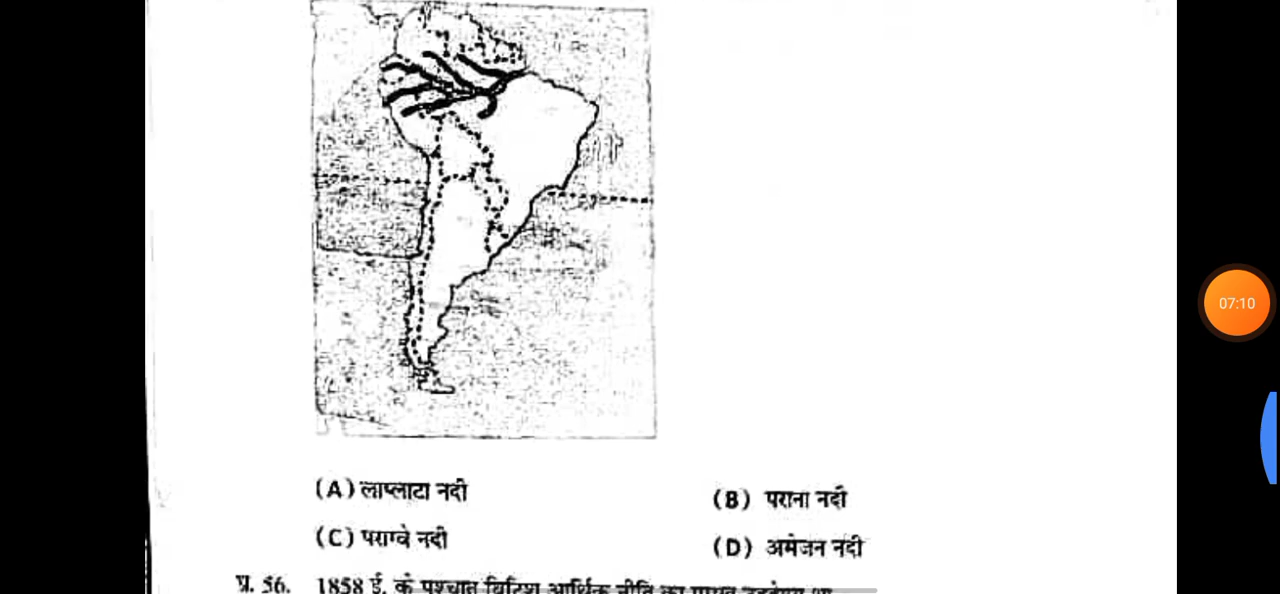 07:10
(A) लाप्लाटा नदी
(B) पराना नदी
(C) पराग्वे नदी
(D) अमेजन नदी
प्र. 56. 1858 ई. के पश्चात ब्रिटिश आर्थिक नीति का